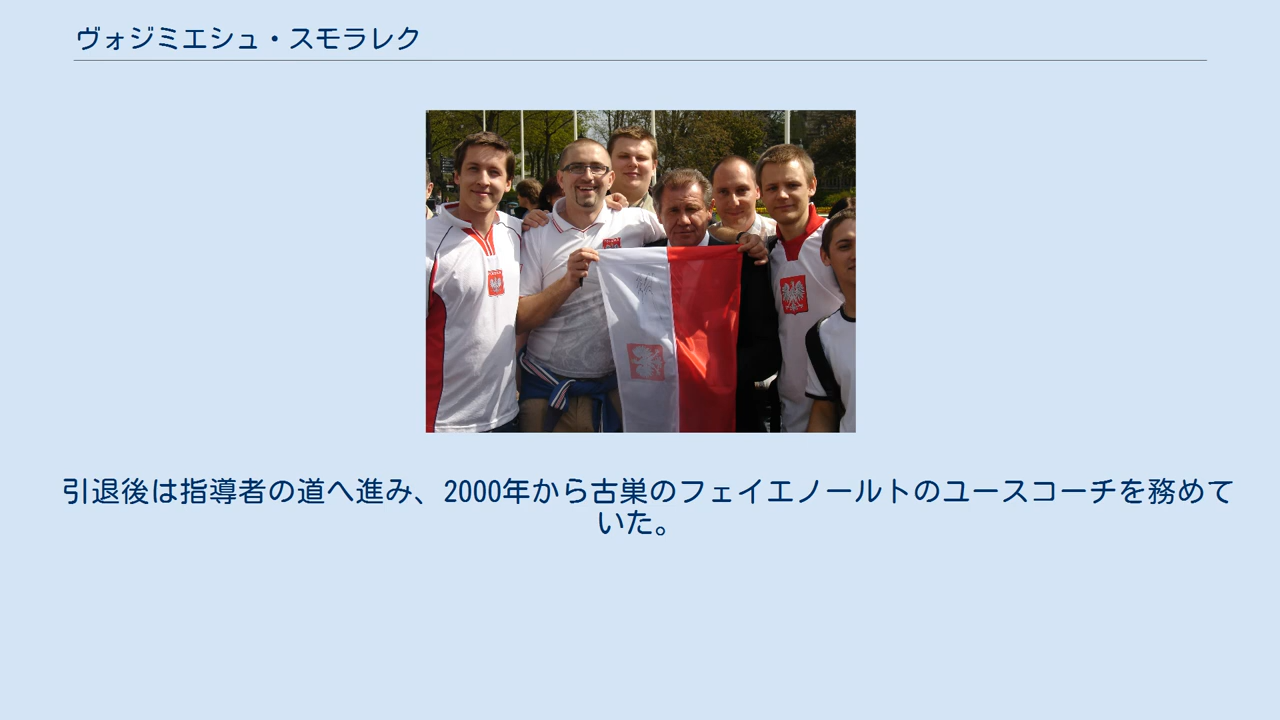 ヴォジミエシュ・スモラレク
引退後は指導者の道へ進み、2000年から古巣のフェイエノールトのユースコーチを務めて
いた。